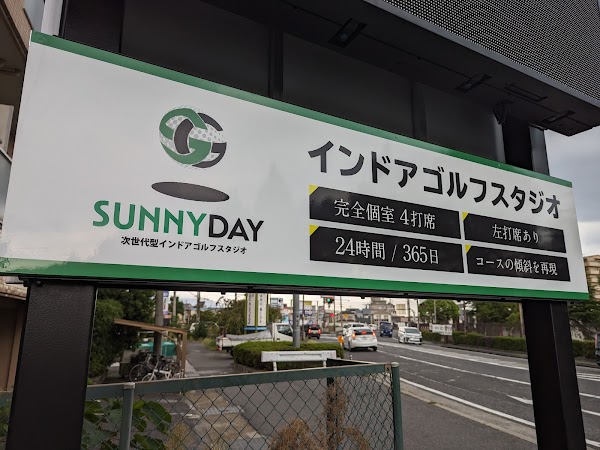 SG
SUNNYDAY
次世代型インドアゴルフスタジオ
インドアゴルフスタジオ
完全個室 4打席
左打席あり
24時間 / 365日
コースの傾斜を再現